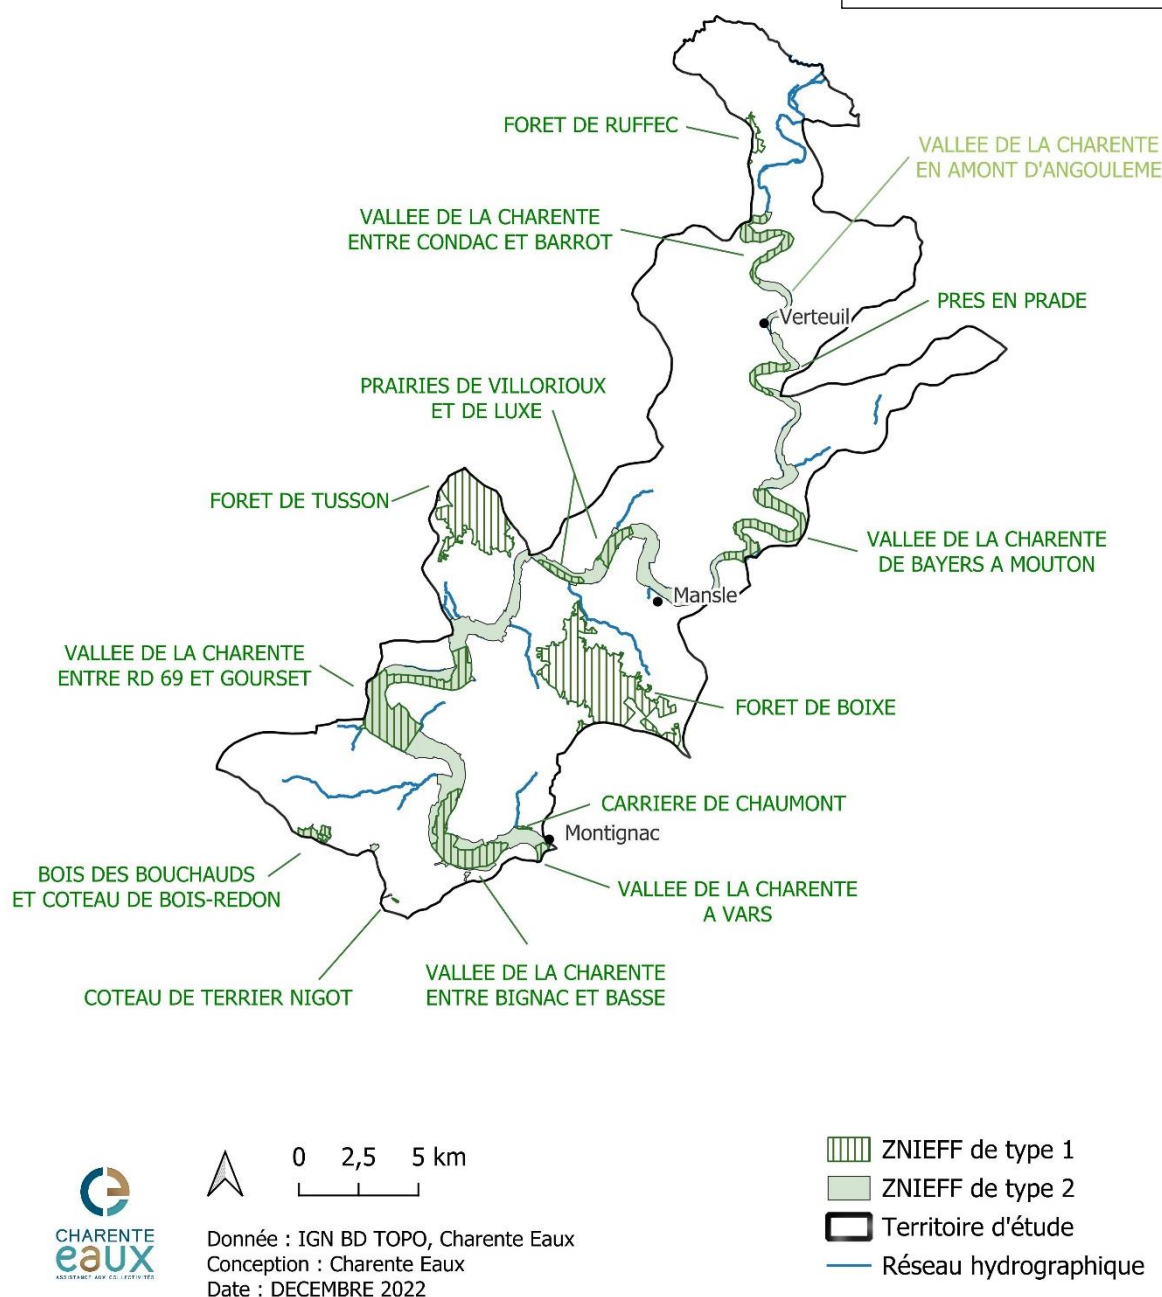 FORET DE RUFFEC
VALLEE DE LA CHARENTE
EN AMONT D'ANGOULEME
VALLEE DE LA CHARENTE
ENTRE CONDAC ET BARROT
PRES EN PRADE
Verteuil
PRAIRIES DE VILLORIOUX
ET DE LUXE
FORET DE TUSSON
VALLEE DE LA CHARENTE
DE BAYERS A MOUTON
Mansle
VALLEE DE LA CHARENTE
ENTRE RD 69 ET GOURSET
FORET DE BOIXE
CARRIERE DE CHAUMONT
Montignac
BOIS DES BOUCHAUDS
ET COTEAU DE BOIS-REDON
VALLEE DE LA CHARENTE
A VARS
VALLEE DE LA CHARENTE
ENTRE BIGNAC ET BASSE
COTEAU DE TERRIER NIGOT
0 2,5 5 km
CHARENTE
eaux
ASSISTANCE AUX COLLECTIVITÉS
Donnée : IGN BD TOPO, Charente Eaux
Conception : Charente Eaux
Date : DECEMBRE 2022
ZNIEFF de type 1
ZNIEFF de type 2
Territoire d'étude
Réseau hydrographique